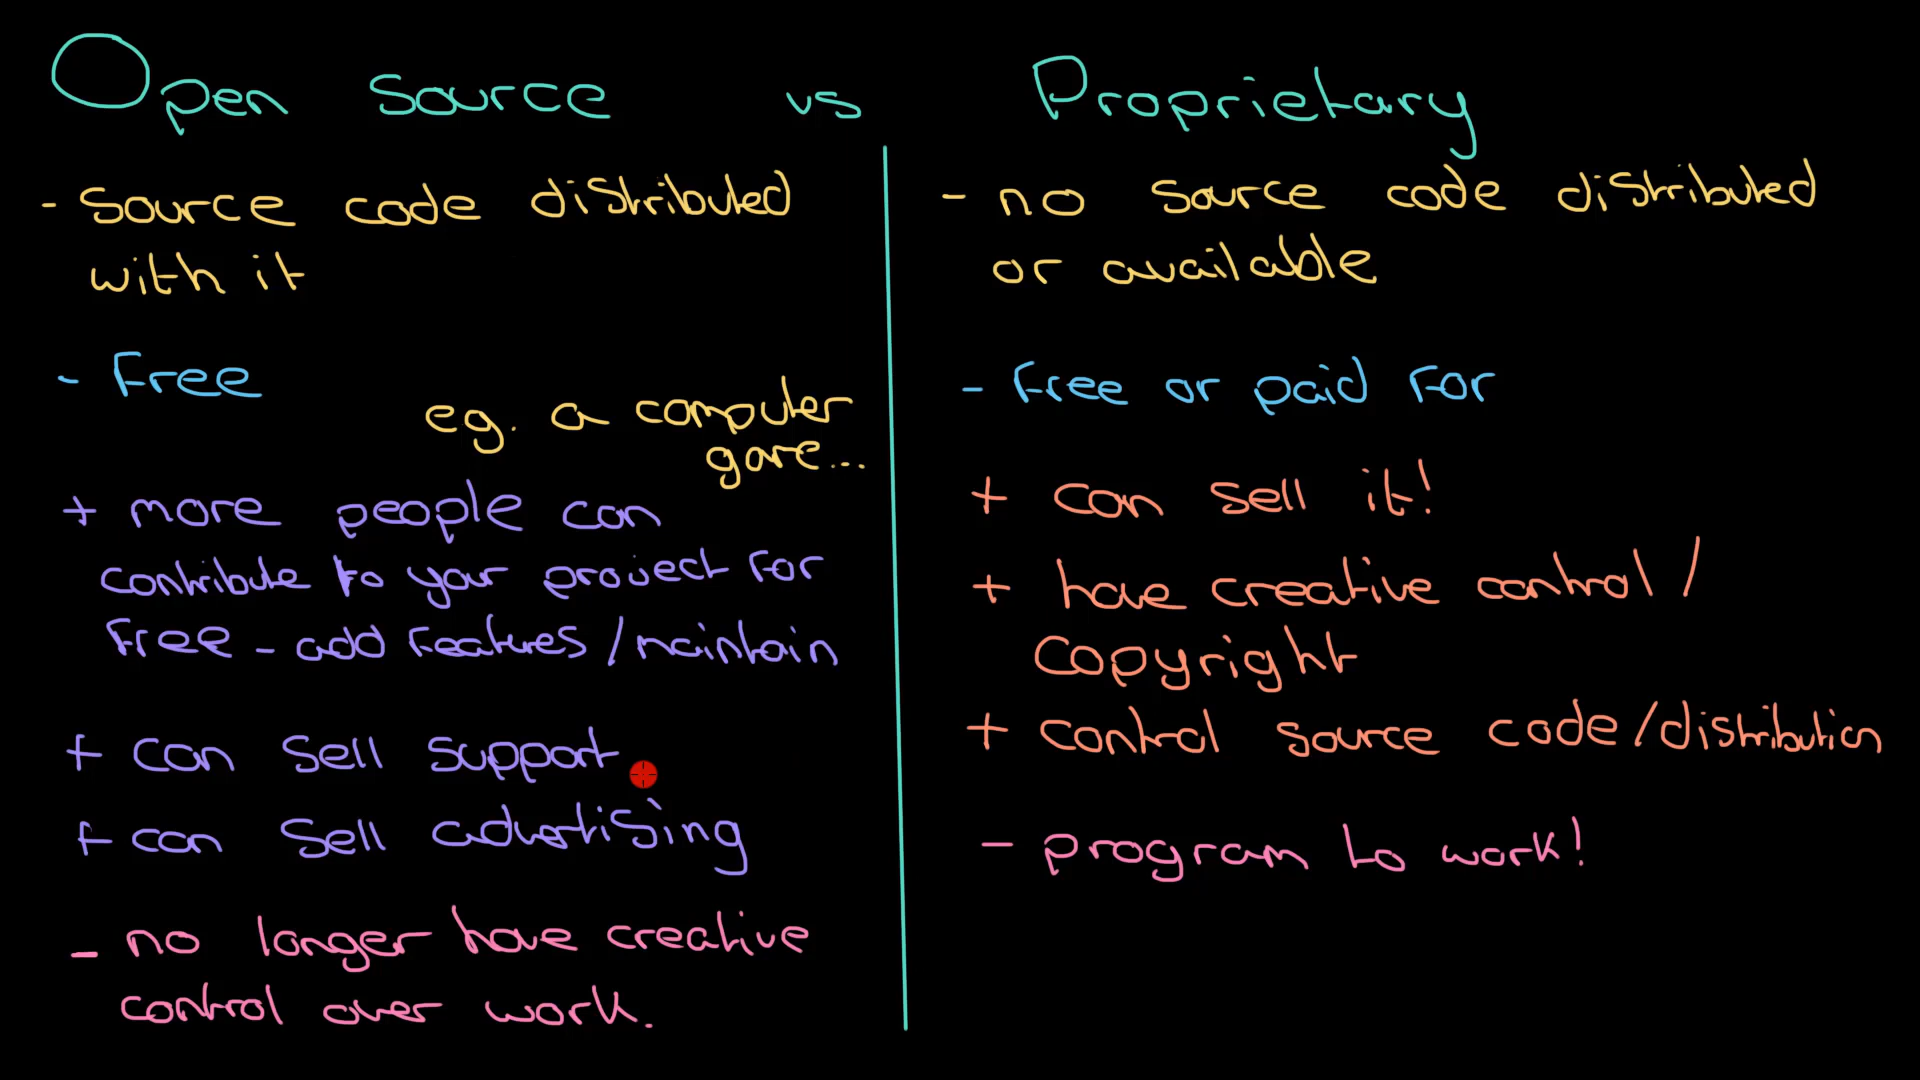 Open source vs Proprietary
- source code distributed
with it
- Free
eg. a computer
game...
+ more people can
contribute to your project for
free - add features/maintain
+ can sell support
+ can sell advertising
- no longer have creative
control over work.
- no source code distributed
or available
- free or paid for
+ can sell it!
+ have creative control /
copyright
+ control source code/distribution
- program to work!